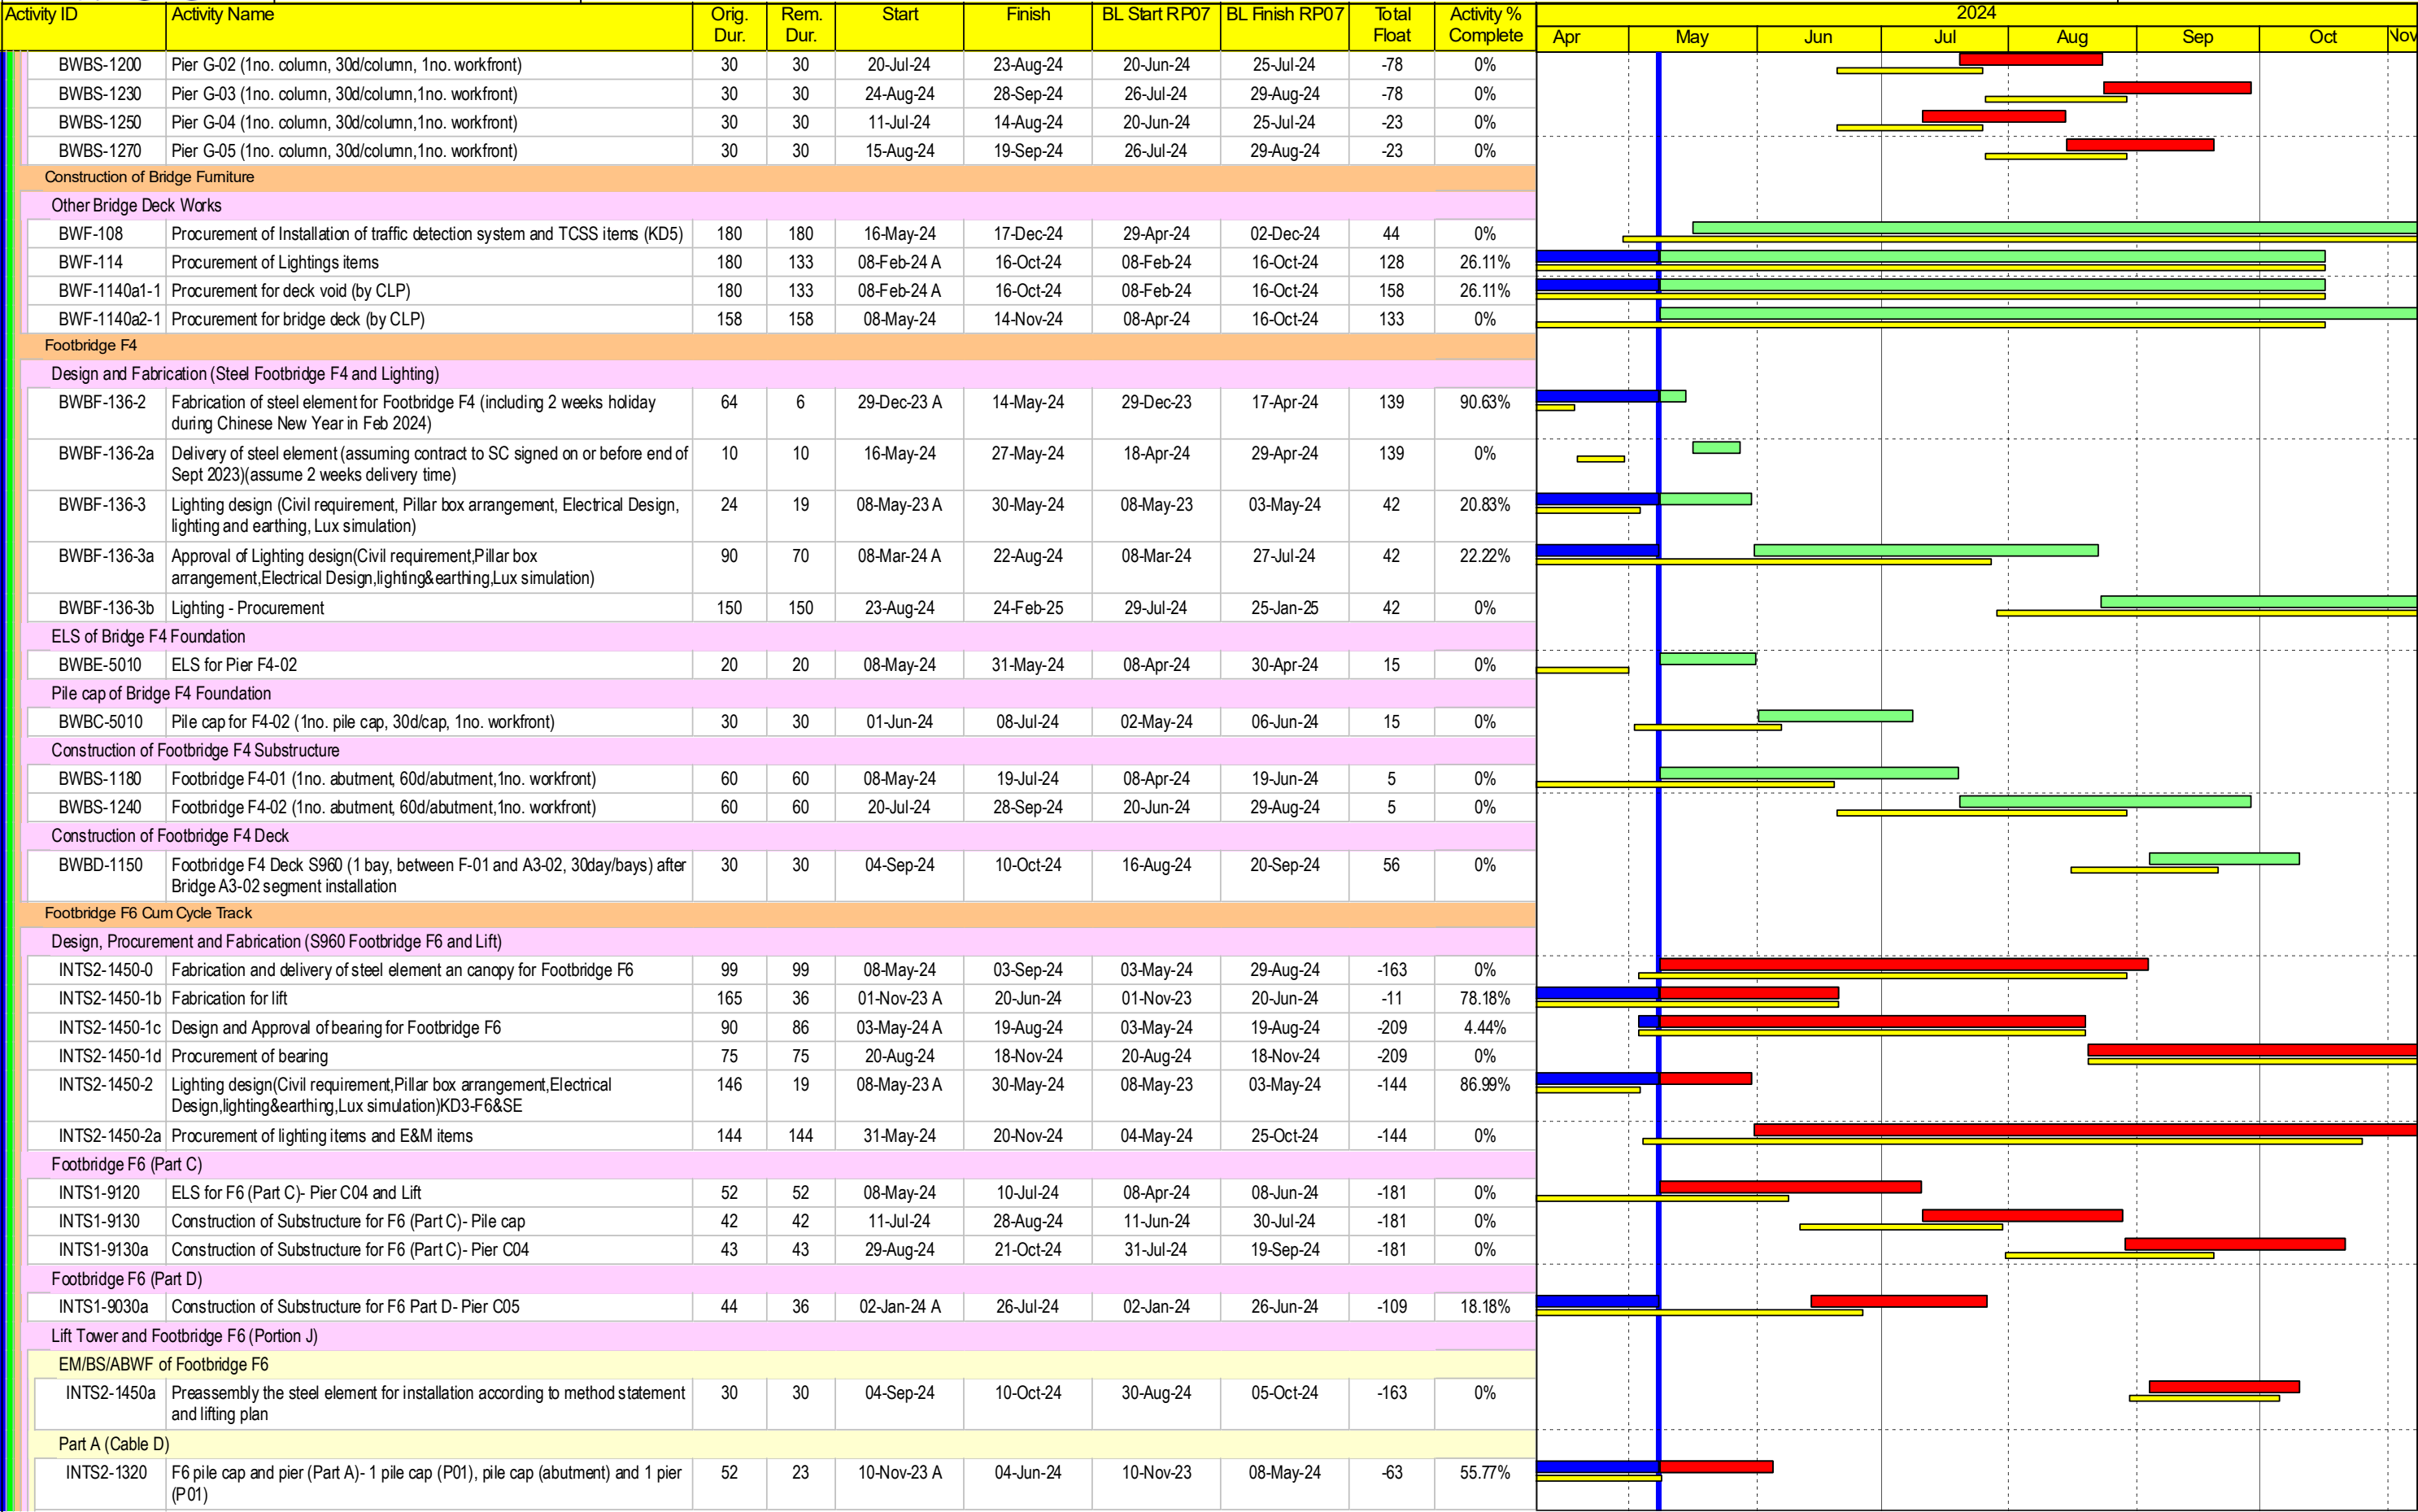 Activity ID Activity Name Orig. Dur. Rem. Dur. Start Finish BL Start RP07 BL Finish RP07 Total Float Activity % Complete 2024
Apr May Jun Jul Aug Sep Oct Nov
BWBS-1200 Pier G-02 (1no. column, 30d/column, 1no. workfront) 30 30 20-Jul-24 23-Aug-24 20-Jun-24 25-Jul-24 -78 0%
BWBS-1230 Pier G-03 (1no. column, 30d/column,1no. workfront) 30 30 24-Aug-24 28-Sep-24 26-Jul-24 29-Aug-24 -78 0%
BWBS-1250 Pier G-04 (1no. column, 30d/column,1no. workfront) 30 30 11-Jul-24 14-Aug-24 20-Jun-24 25-Jul-24 -23 0%
BWBS-1270 Pier G-05 (1no. column, 30d/column,1no. workfront) 30 30 15-Aug-24 19-Sep-24 26-Jul-24 29-Aug-24 -23 0%
Construction of Bridge Furniture
Other Bridge Deck Works
BWF-108 Procurement of Installation of traffic detection system and TCSS items (KD5) 180 180 16-May-24 17-Dec-24 29-Apr-24 02-Dec-24 44 0%
BWF-114 Procurement of Lightings items 180 133 08-Feb-24 A 16-Oct-24 08-Feb-24 16-Oct-24 128 26.11%
BWF-1140a1-1 Procurement for deck void (by CLP) 180 133 08-Feb-24 A 16-Oct-24 08-Feb-24 16-Oct-24 158 26.11%
BWF-1140a2-1 Procurement for bridge deck (by CLP) 158 158 08-May-24 14-Nov-24 08-Apr-24 16-Oct-24 133 0%
Footbridge F4
Design and Fabrication (Steel Footbridge F4 and Lighting)
BWBF-136-2 Fabrication of steel element for Footbridge F4 (including 2 weeks holiday 64 6 29-Dec-23 A 14-May-24 29-Dec-23 17-Apr-24 139 90.63%
during Chinese New Year in Feb 2024)
BWBF-136-2a Delivery of steel element (assuming contract to SC signed on or before end of 10 10 16-May-24 27-May-24 18-Apr-24 29-Apr-24 139 0%
Sept 2023)(assume 2 weeks delivery time)
BWBF-136-3 Lighting design (Civil requirement, Pillar box arrangement, Electrical Design, 24 19 08-May-23 A 30-May-24 08-May-23 03-May-24 42 20.83%
lighting and earthing, Lux simulation)
BWBF-136-3a Approval of Lighting design(Civil requirement,Pillar box 90 70 08-Mar-24 A 22-Aug-24 08-Mar-24 27-Jul-24 42 22.22%
arrangement,Electrical Design,lighting&earthing,Lux simulation)
BWBF-136-3b Lighting - Procurement 150 150 23-Aug-24 24-Feb-25 29-Jul-24 25-Jan-25 42 0%
ELS of Bridge F4 Foundation
BWBE-5010 ELS for Pier F4-02 20 20 08-May-24 31-May-24 08-Apr-24 30-Apr-24 15 0%
Pile cap of Bridge F4 Foundation
BWBC-5010 Pile cap for F4-02 (1no. pile cap, 30d/cap, 1no. workfront) 30 30 01-Jun-24 08-Jul-24 02-May-24 06-Jun-24 15 0%
Construction of Footbridge F4 Substructure
BWBS-1180 Footbridge F4-01 (1no. abutment, 60d/abutment,1no. workfront) 60 60 08-May-24 19-Jul-24 08-Apr-24 19-Jun-24 5 0%
BWBS-1240 Footbridge F4-02 (1no. abutment, 60d/abutment,1no. workfront) 60 60 20-Jul-24 28-Sep-24 20-Jun-24 29-Aug-24 5 0%
Construction of Footbridge F4 Deck
BWBD-1150 Footbridge F4 Deck S960 (1 bay, between F-01 and A3-02, 30day/bays) after 30 30 04-Sep-24 10-Oct-24 16-Aug-24 20-Sep-24 56 0%
Bridge A3-02 segment installation
Footbridge F6 Cum Cycle Track
Design, Procurement and Fabrication (S960 Footbridge F6 and Lift)
INTS2-1450-0 Fabrication and delivery of steel element an canopy for Footbridge F6 99 99 08-May-24 03-Sep-24 03-May-24 29-Aug-24 -163 0%
INTS2-1450-1b Fabrication for lift 165 36 01-Nov-23 A 20-Jun-24 01-Nov-23 20-Jun-24 -11 78.18%
INTS2-1450-1c Design and Approval of bearing for Footbridge F6 90 86 03-May-24 A 19-Aug-24 03-May-24 19-Aug-24 -209 4.44%
INTS2-1450-1d Procurement of bearing 75 75 20-Aug-24 18-Nov-24 20-Aug-24 18-Nov-24 -209 0%
INTS2-1450-2 Lighting design(Civil requirement,Pillar box arrangement,Electrical 146 19 08-May-23 A 30-May-24 08-May-23 03-May-24 -144 86.99%
Design,lighting&earthing,Lux simulation)KD3-F6&SE
INTS2-1450-2a Procurement of lighting items and E&M items 144 144 31-May-24 20-Nov-24 04-May-24 25-Oct-24 -144 0%
Footbridge F6 (Part C)
INTS1-9120 ELS for F6 (Part C)- Pier C04 and Lift 52 52 08-May-24 10-Jul-24 08-Apr-24 08-Jun-24 -181 0%
INTS1-9130 Construction of Substructure for F6 (Part C)- Pile cap 42 42 11-Jul-24 28-Aug-24 11-Jun-24 30-Jul-24 -181 0%
INTS1-9130a Construction of Substructure for F6 (Part C)- Pier C04 43 43 29-Aug-24 21-Oct-24 31-Jul-24 19-Sep-24 -181 0%
Footbridge F6 (Part D)
INTS1-9030a Construction of Substructure for F6 Part D- Pier C05 44 36 02-Jan-24 A 26-Jul-24 02-Jan-24 26-Jun-24 -109 18.18%
Lift Tower and Footbridge F6 (Portion J)
EM/BS/ABWF of Footbridge F6
INTS2-1450a Preassembly the steel element for installation according to method statement 30 30 04-Sep-24 10-Oct-24 30-Aug-24 05-Oct-24 -163 0%
and lifting plan
Part A (Cable D)
INTS2-1320 F6 pile cap and pier (Part A)- 1 pile cap (P01), pile cap (abutment) and 1 pier 52 23 10-Nov-23 A 04-Jun-24 10-Nov-23 08-May-24 -63 55.77%
(P01)